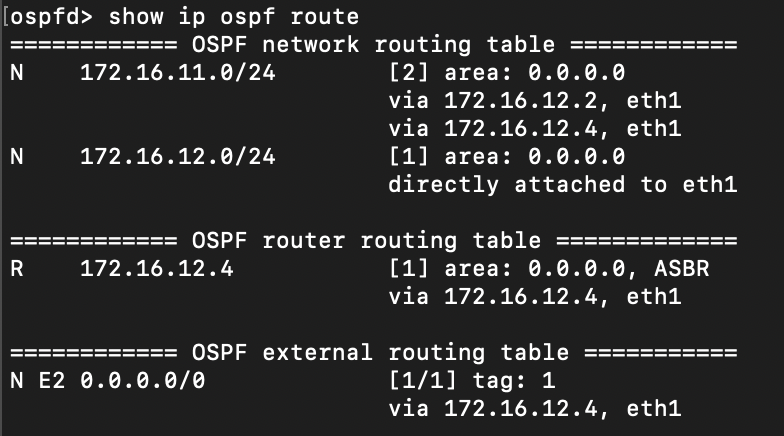 [ospfd> show ip ospf route
============ OSPF network routing table ============
N    172.16.11.0/24        [2] area: 0.0.0.0
                           via 172.16.12.2, eth1
                           via 172.16.12.4, eth1
N    172.16.12.0/24        [1] area: 0.0.0.0
                           directly attached to eth1

============ OSPF router routing table =============
R    172.16.12.4           [1] area: 0.0.0.0, ASBR
                           via 172.16.12.4, eth1

============ OSPF external routing table ===========
N E2 0.0.0.0/0             [1/1] tag: 1
                           via 172.16.12.4, eth1